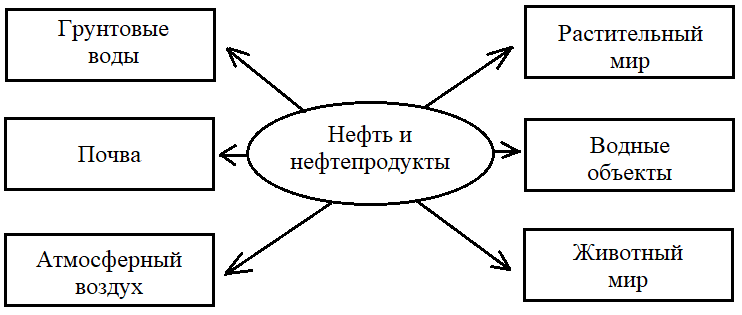 Грунтовые
воды
Растительный
мир
Почва
Нефть и
нефтепродукты
Водные
объекты
Атмосферный
воздух
Животный
мир